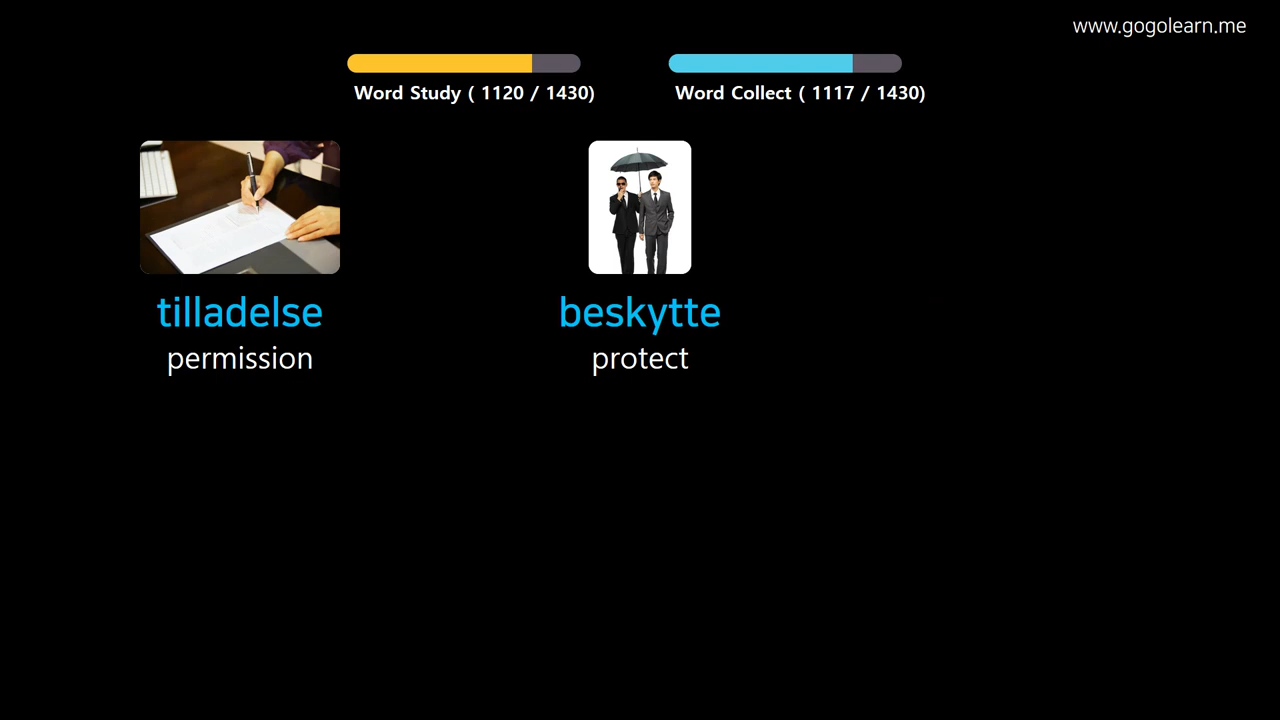 www.gogolearn.me
Word Study ( 1120 / 1430)
Word Collect ( 1117 / 1430)
tilladelse
permission
beskytte
protect